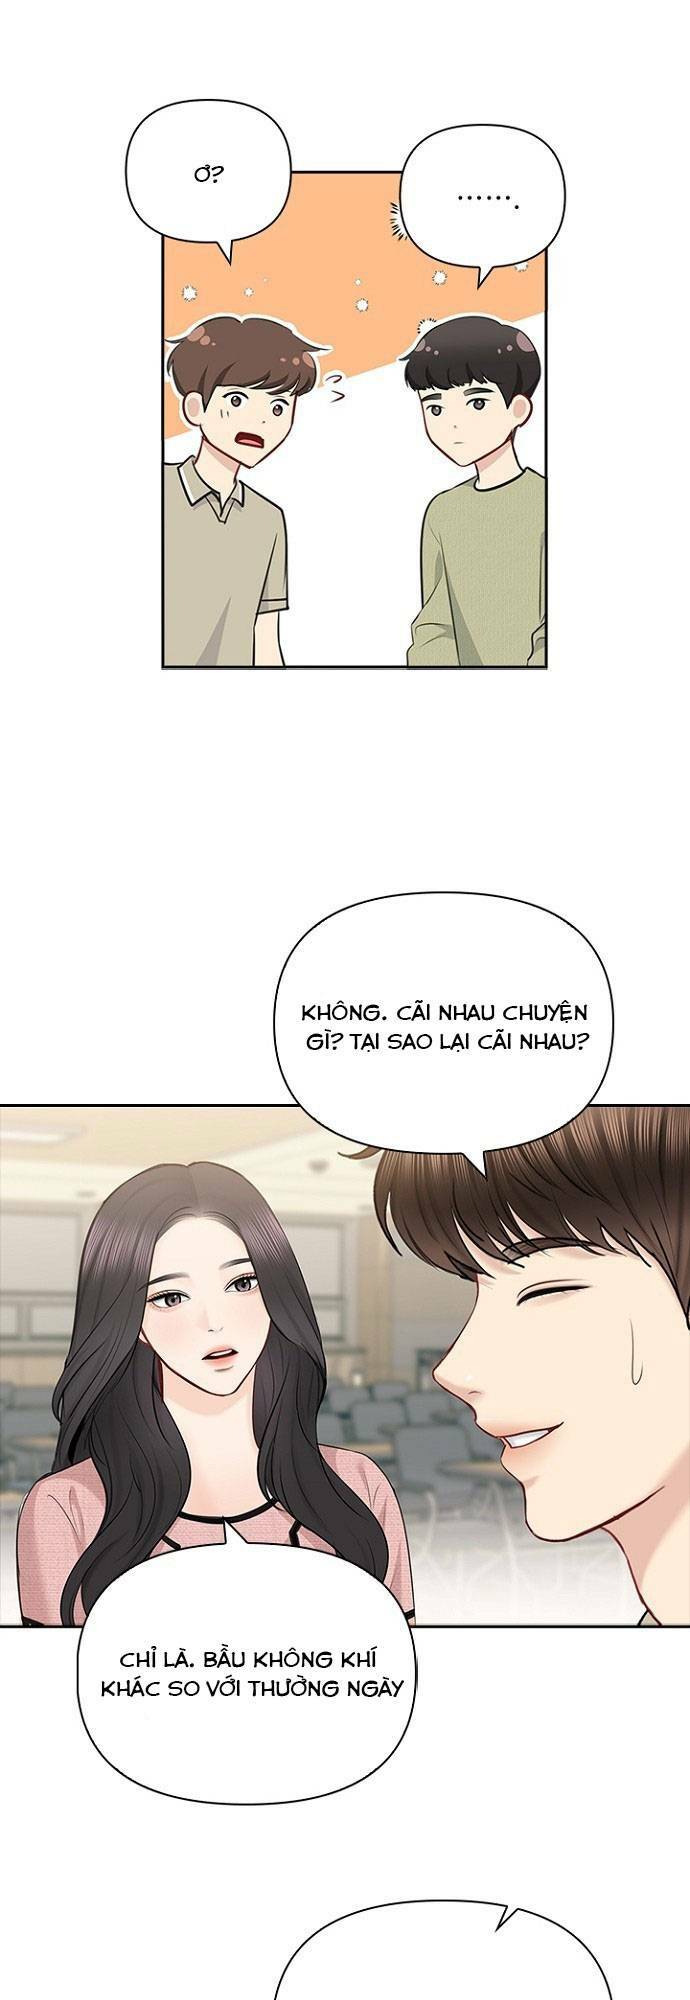 Ơ?
.......
KHÔNG. CÃI NHAU CHUYỆN
GÌ? TẠI SAO LẠI CÃI NHAU?
CHỈ LÀ. BẦU KHÔNG KHÍ
KHÁC SO VỚI THƯỜNG NGÀY